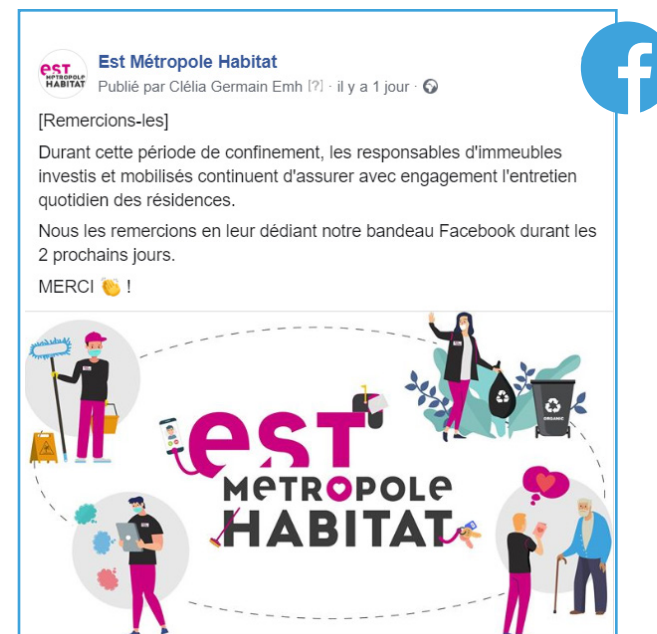 est
MÉTROPOLE
HABITAT
Est Métropole Habitat
Publié par Clélia Germain Emh [?] · il y a 1 jour ·
[Remercions-les]
Durant cette période de confinement, les responsables d'immeubles
investis et mobilisés continuent d'assurer avec engagement l'entretien
quotidien des résidences.
Nous les remercions en leur dédiant notre bandeau Facebook durant les
2 prochains jours.
MERCI 👏 !
est
MéTROPOLe
HABITAT
ORGANIC